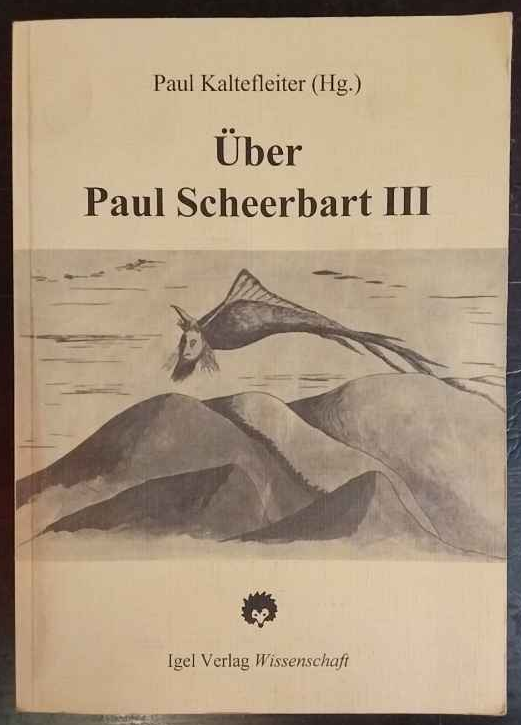 Paul Kaltefleiter (Hg.)
Über
Paul Scheerbart III
Igel Verlag Wissenschaft